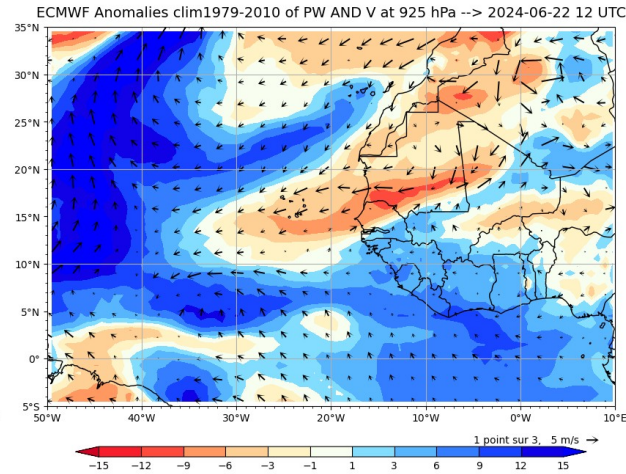 ECMWF Anomalies clim1979-2010 of PW AND V at 925 hPa --> 2024-06-22 12 UTC
35°N
30°N
25°N
20°N
15°N
10°N
5°N
0°
5°S
50°W 40°W 30°W 20°W 10°W 0°W 10°E
1 point sur 3, 5 m/s
−15 −12 −9 −6 −3 −1 1 3 6 9 12 15